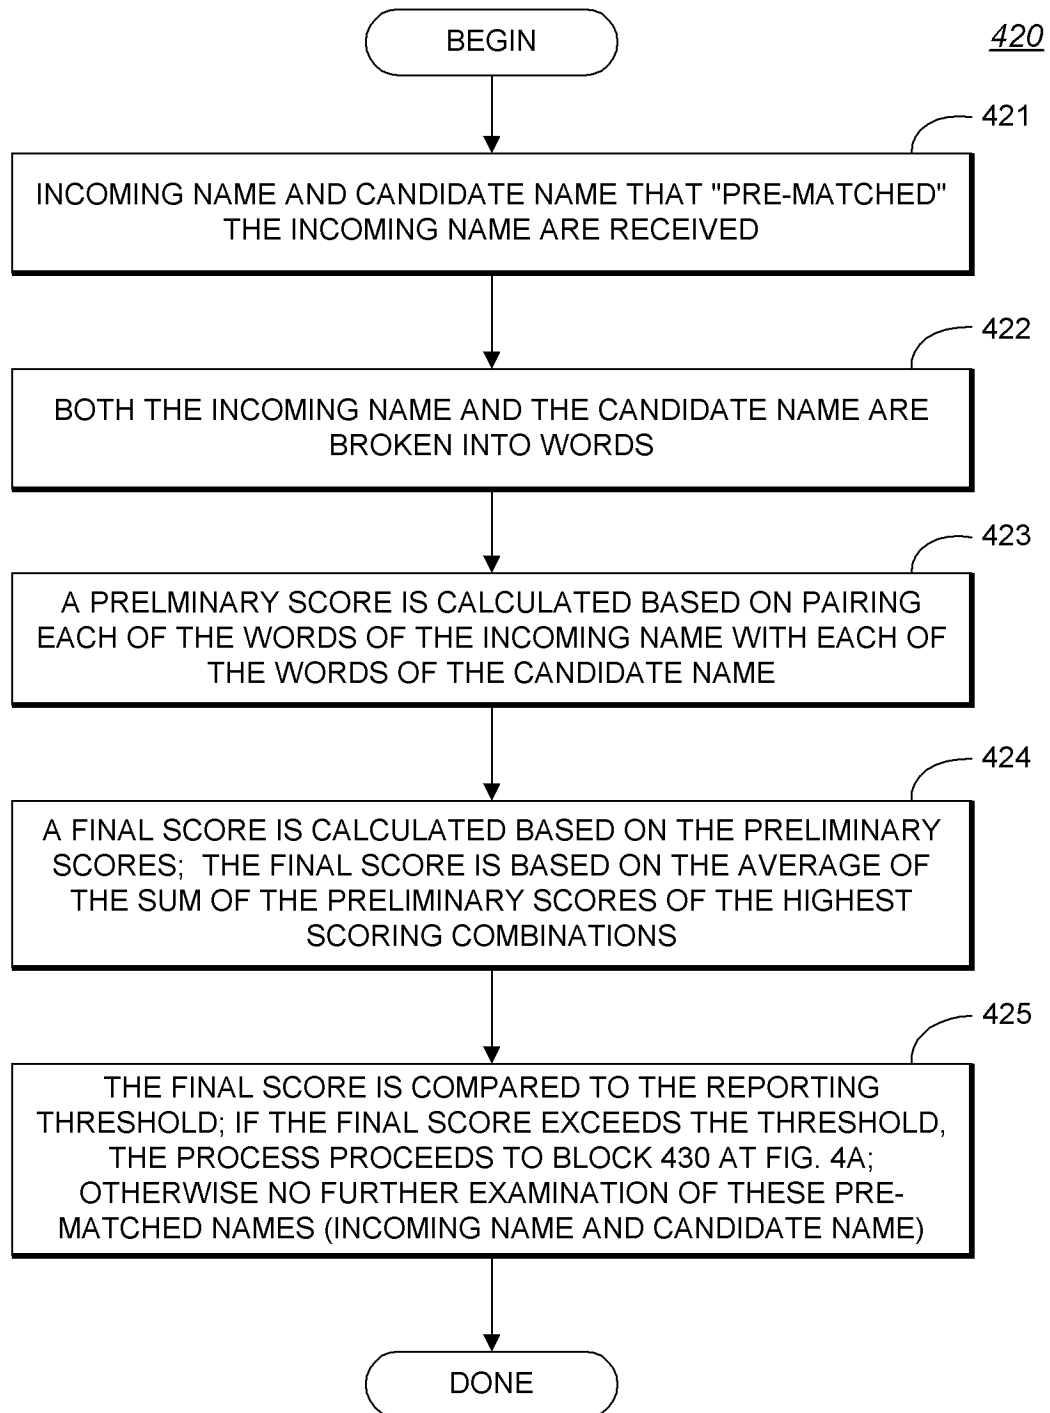 BEGIN
420
421
INCOMING NAME AND CANDIDATE NAME THAT "PRE-MATCHED"
THE INCOMING NAME ARE RECEIVED
422
BOTH THE INCOMING NAME AND THE CANDIDATE NAME ARE
BROKEN INTO WORDS
423
A PRELMINARY SCORE IS CALCULATED BASED ON PAIRING
EACH OF THE WORDS OF THE INCOMING NAME WITH EACH OF
THE WORDS OF THE CANDIDATE NAME
424
A FINAL SCORE IS CALCULATED BASED ON THE PRELIMINARY
SCORES; THE FINAL SCORE IS BASED ON THE AVERAGE OF
THE SUM OF THE PRELIMINARY SCORES OF THE HIGHEST
SCORING COMBINATIONS
425
THE FINAL SCORE IS COMPARED TO THE REPORTING
THRESHOLD; IF THE FINAL SCORE EXCEEDS THE THRESHOLD,
THE PROCESS PROCEEDS TO BLOCK 430 AT FIG. 4A;
OTHERWISE NO FURTHER EXAMINATION OF THESE PRE-
MATCHED NAMES (INCOMING NAME AND CANDIDATE NAME)
DONE